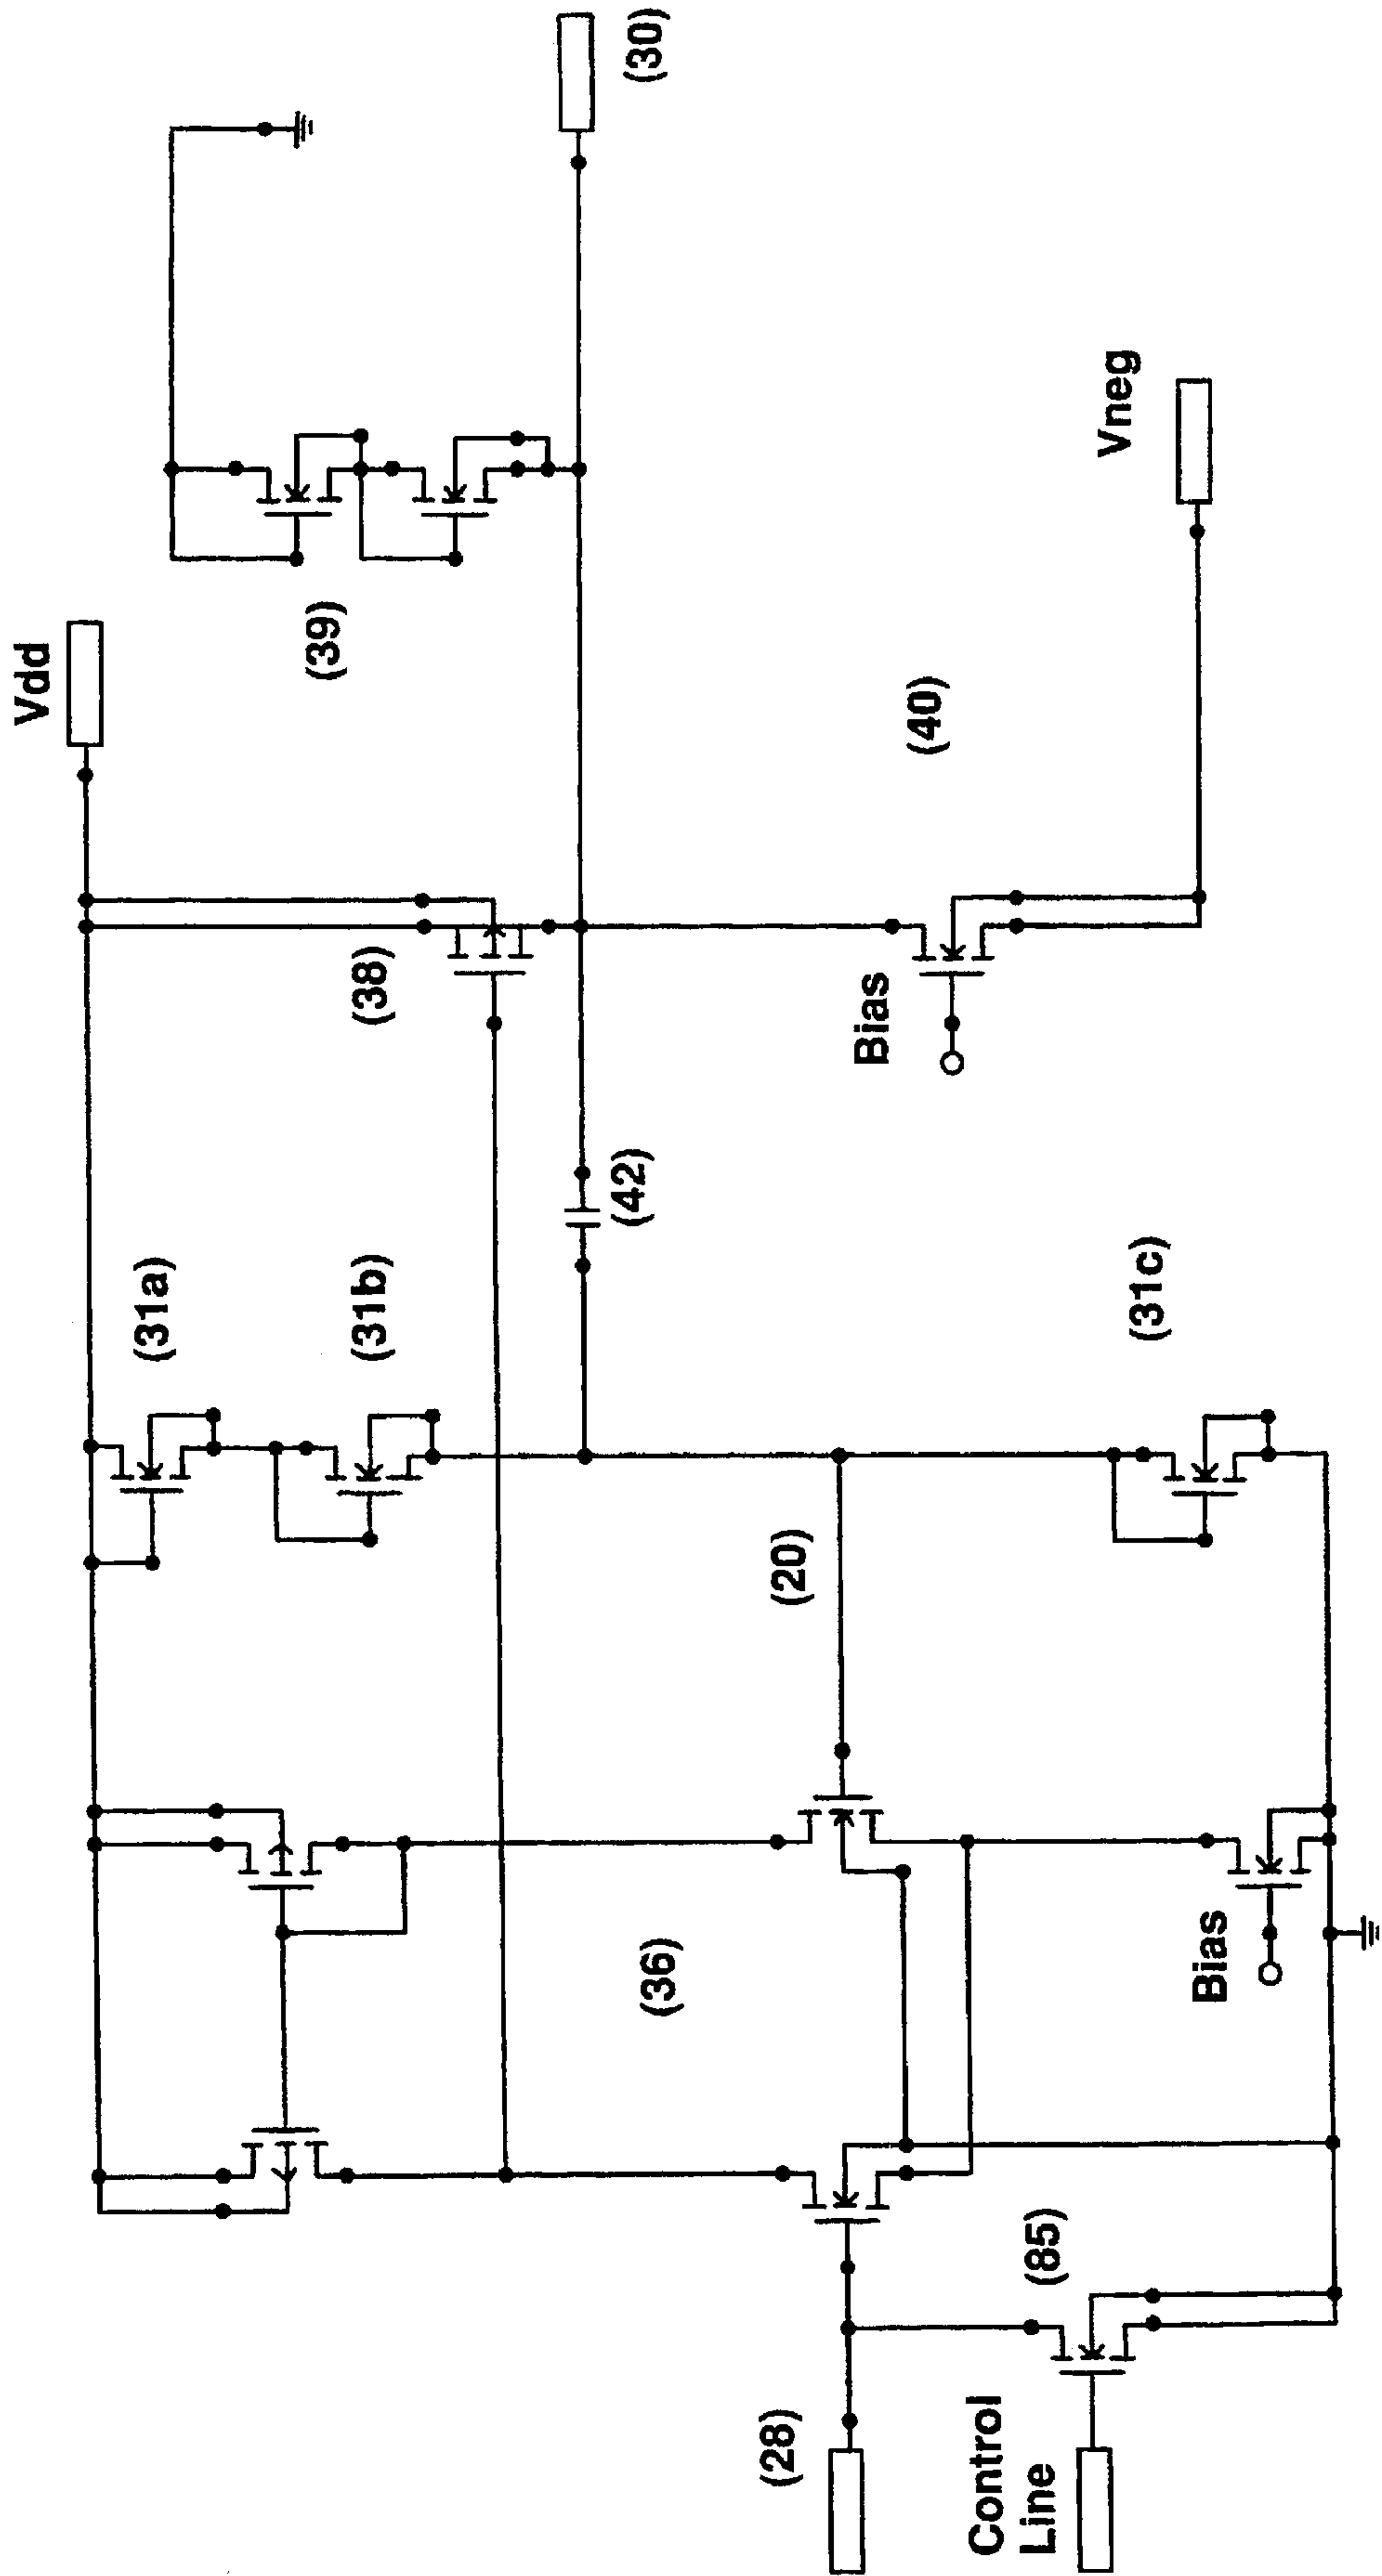 Vdd
(30)
(39)
(38)
(31a)
(31b)
(42)
Vneg
(40)
Bias
(31c)
(20)
(36)
Bias
(28)
(85)
Control
Line